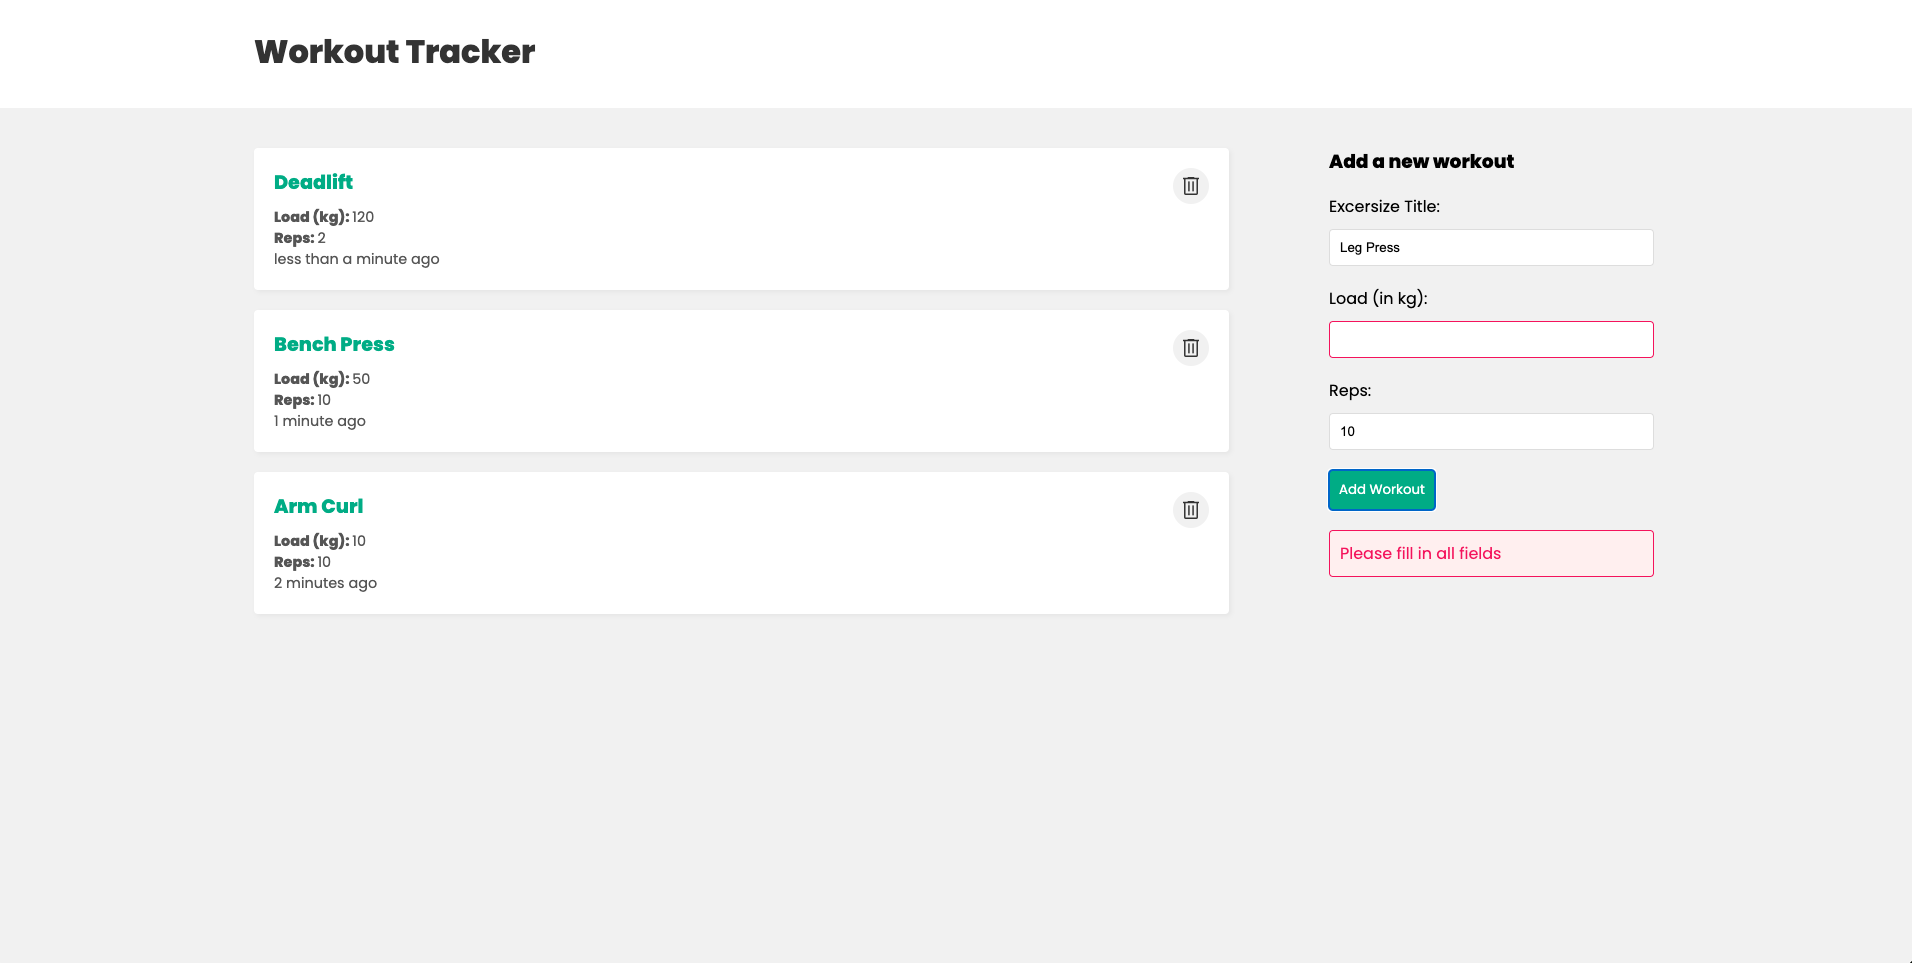 Workout Tracker
Deadlift
Load (kg): 120
Reps: 2
less than a minute ago
Bench Press
Load (kg): 50
Reps: 10
1 minute ago
Arm Curl
Load (kg): 10
Reps: 10
2 minutes ago
Add a new workout
Excersize Title:
Leg Press
Load (in kg):
Reps:
10
Add Workout
Please fill in all fields